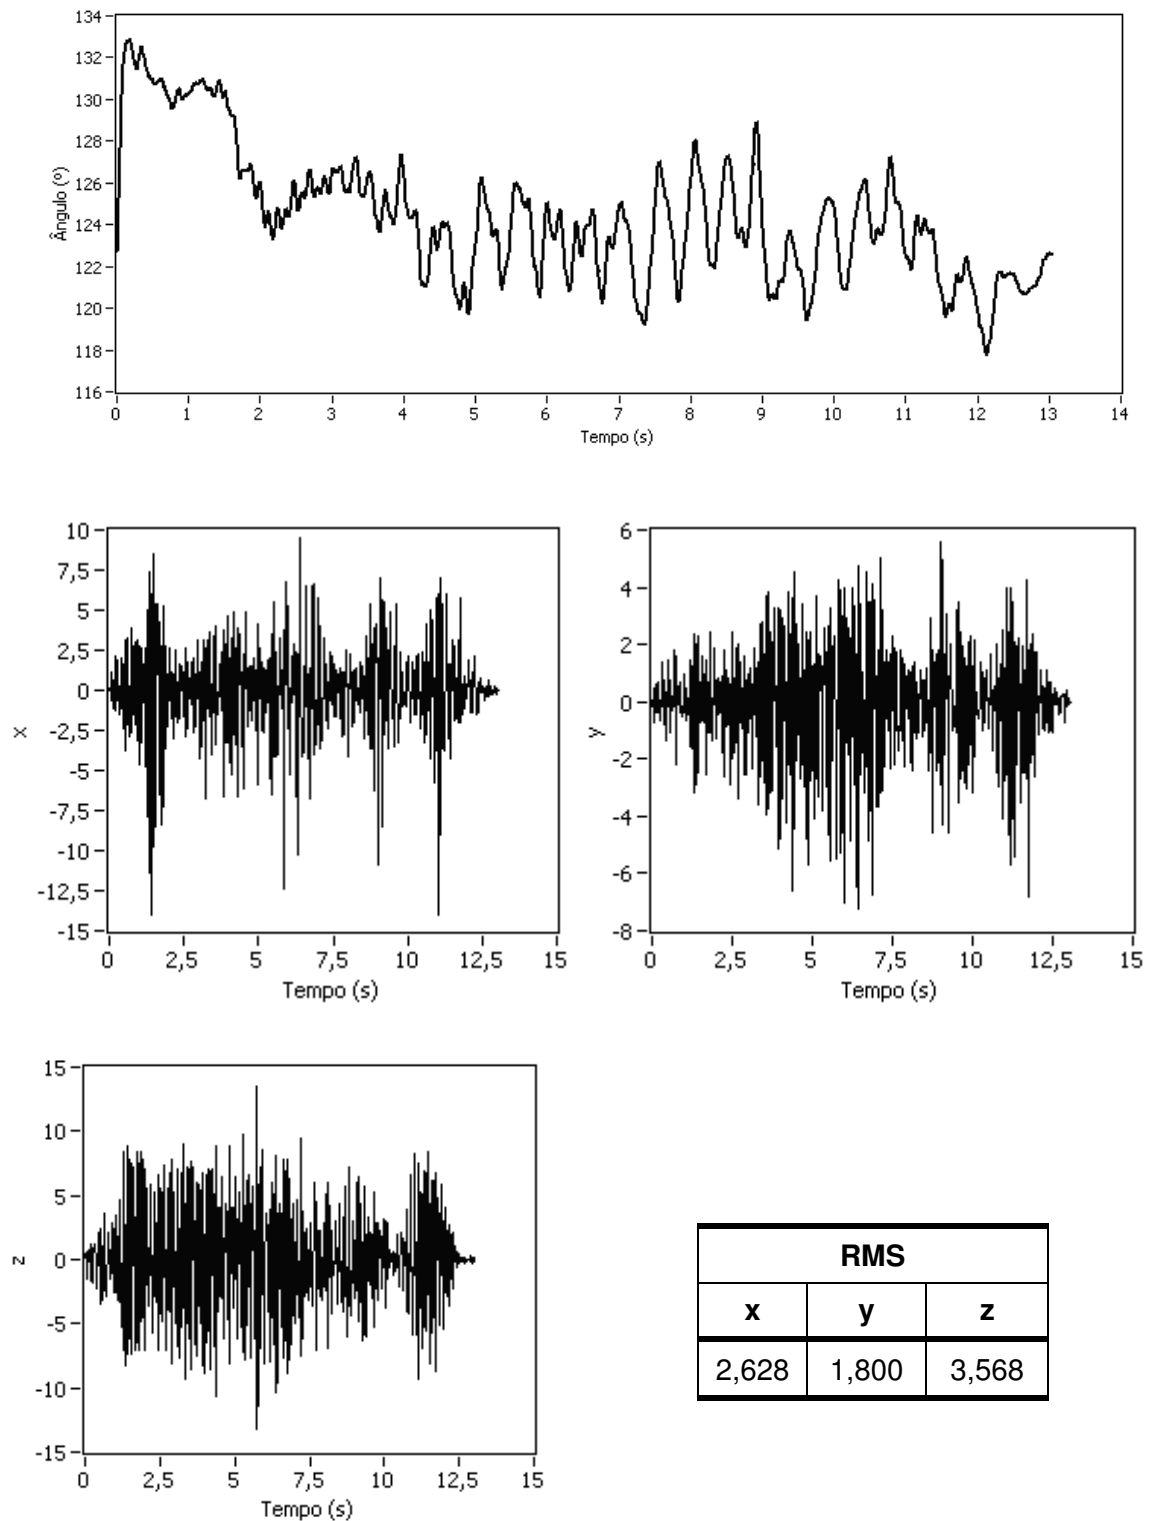 134
132
130
128
126
124
122
120
118
116
Ângulo (º)
0 1 2 3 4 5 6 7 8 9 10 11 12 13 14
Tempo (s)
10
7,5
5
2,5
0
-2,5
-5
-7,5
-10
-12,5
-15
x
0 2,5 5 7,5 10 12,5 15
Tempo (s)
6
4
2
0
-2
-4
-6
-8
y
0 2,5 5 7,5 10 12,5 15
Tempo (s)
15
10
5
0
-5
-10
-15
z
0 2,5 5 7,5 10 12,5 15
Tempo (s)
RMS
x y z
2,628 1,800 3,568